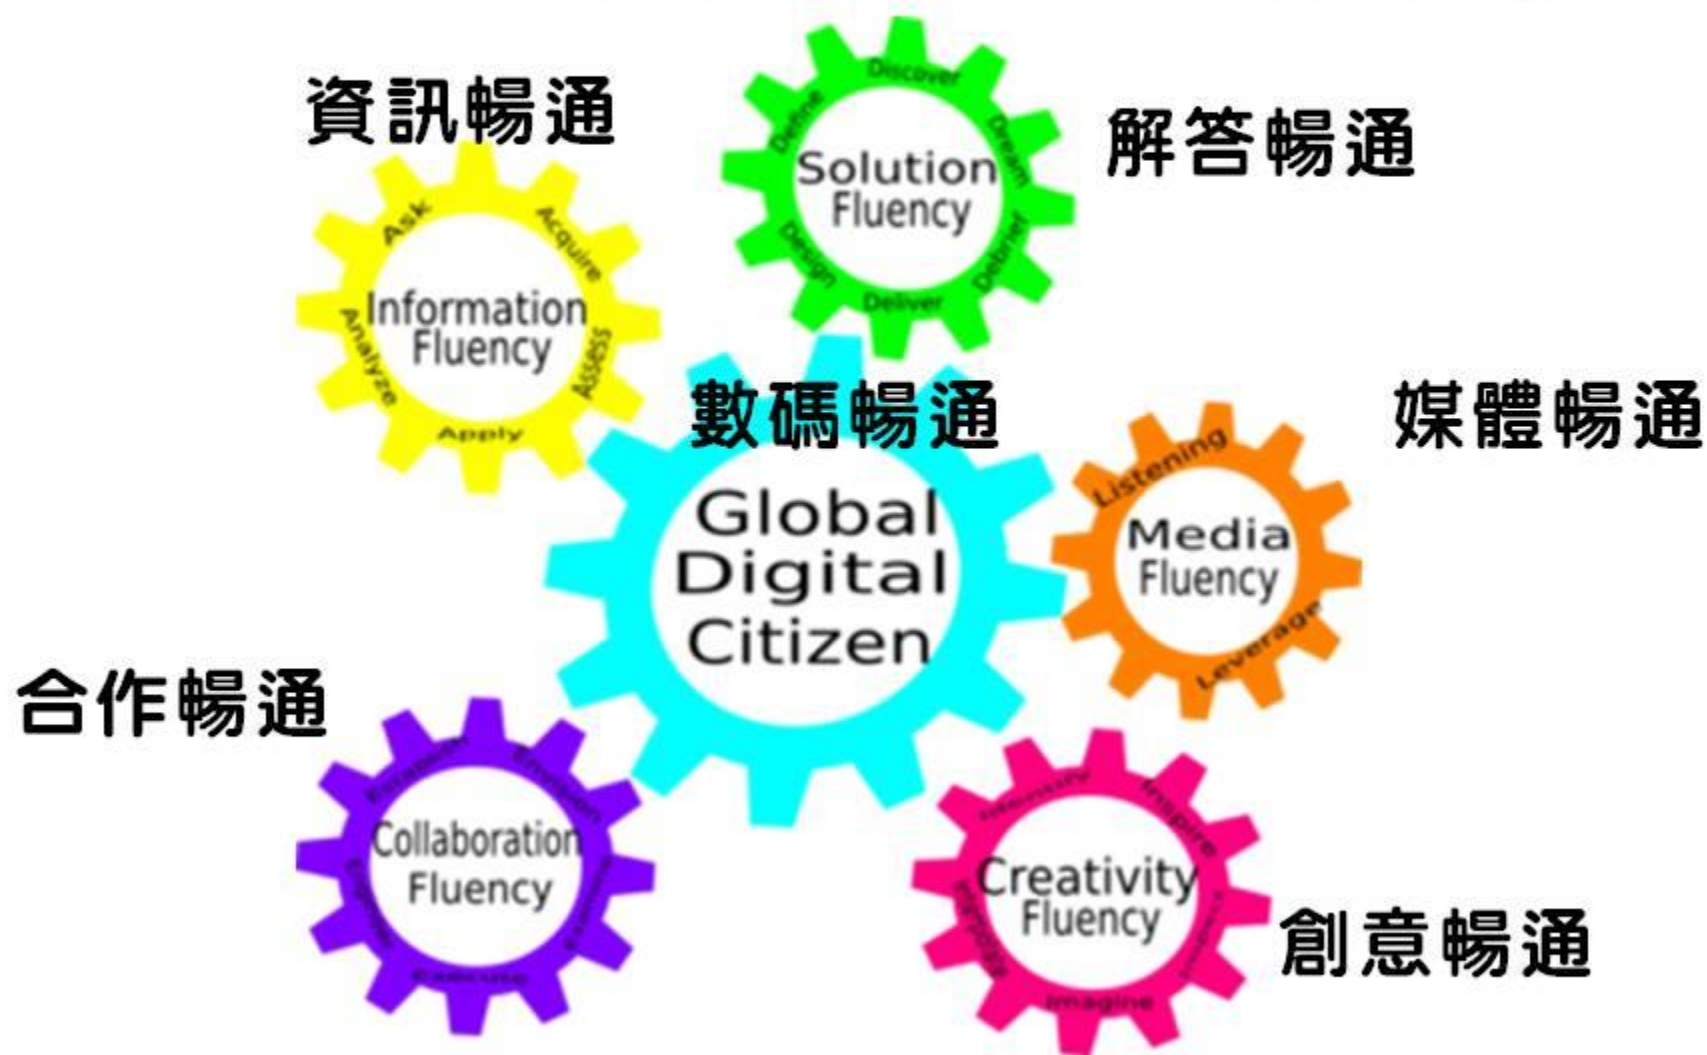 資訊暢通
Ask
Acquire
Assess
Apply
Analyze
Information
Fluency
解答暢通
Define
Discover
Dream
Debrief
Deliver
Design
Solution
Fluency
數碼暢通
Global
Digital
Citizen
媒體暢通
Listening
Leverage
Media
Fluency
合作暢通
Envision
Execute
Collaboration
Fluency
創意暢通
Inspire
Imagine
Creativity
Fluency